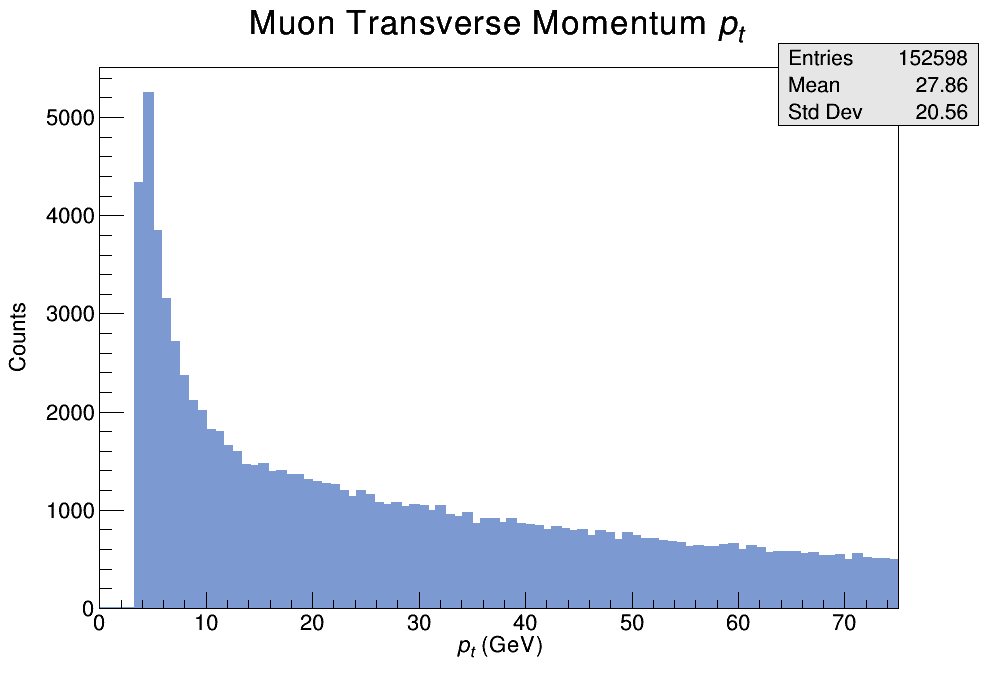 Muon Transverse Momentum pt
Entries 152598
Mean 27.86
Std Dev 20.56
5000
4000
3000
2000
1000
0
Counts
0 10 20 30 40 50 60 70
pt (GeV)